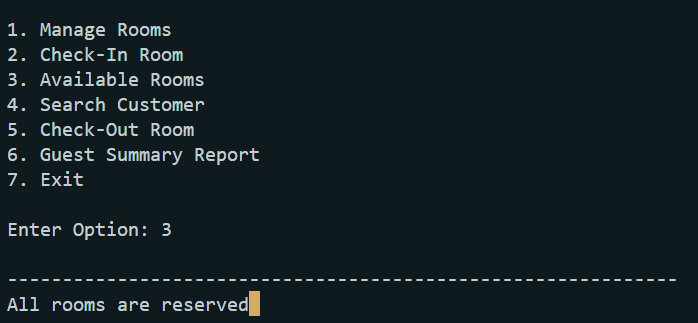 1. Manage Rooms
2. Check-In Room
3. Available Rooms
4. Search Customer
5. Check-Out Room
6. Guest Summary Report
7. Exit
Enter Option: 3
-------------------------------------------------------------
All rooms are reserved